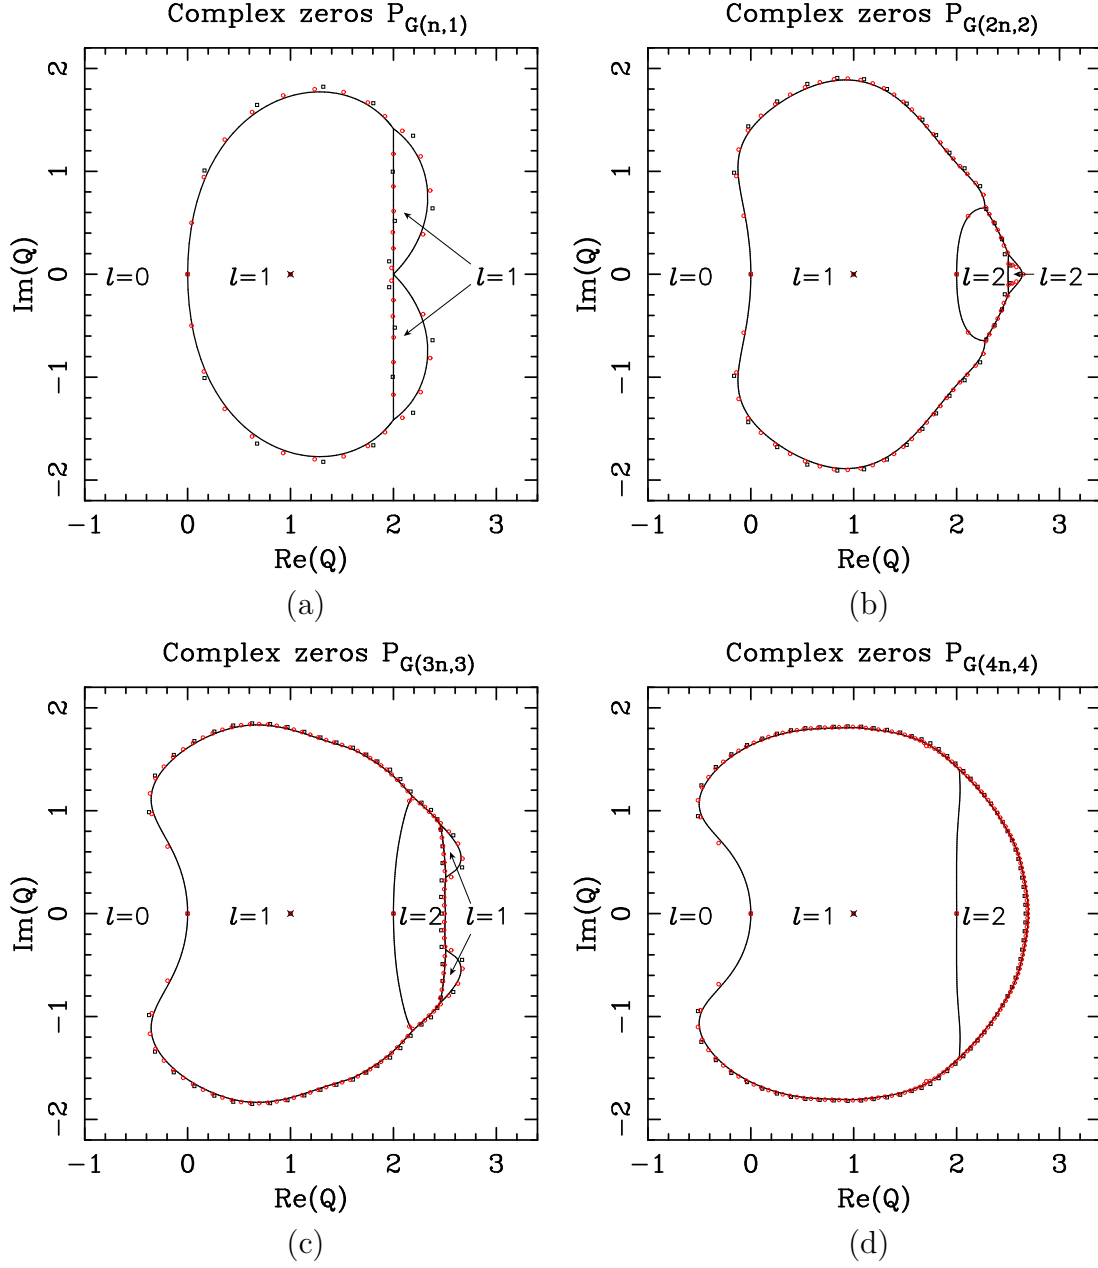 Complex zeros P_G(n,1)
Im(Q)
2
1
0
−1
−2
l=0
l=1
l=1
−1 0 1 2 3
Re(Q)
(a)
Complex zeros P_G(2n,2)
Im(Q)
2
1
0
−1
−2
l=0
l=1
l=2
l=2
−1 0 1 2 3
Re(Q)
(b)
Complex zeros P_G(3n,3)
Im(Q)
2
1
0
−1
−2
l=0
l=1
l=2
l=1
−1 0 1 2 3
Re(Q)
(c)
Complex zeros P_G(4n,4)
Im(Q)
2
1
0
−1
−2
l=0
l=1
l=2
−1 0 1 2 3
Re(Q)
(d)